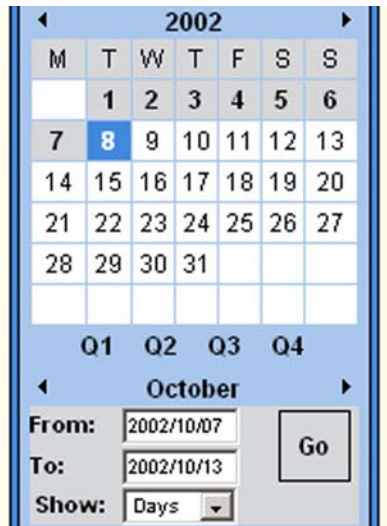 2002
M T W T F S S
1 2 3 4 5 6
7 8 9 10 11 12 13
14 15 16 17 18 19 20
21 22 23 24 25 26 27
28 29 30 31
Q1 Q2 Q3 Q4
October
From: 2002/10/07
To: 2002/10/13
Go
Show: Days